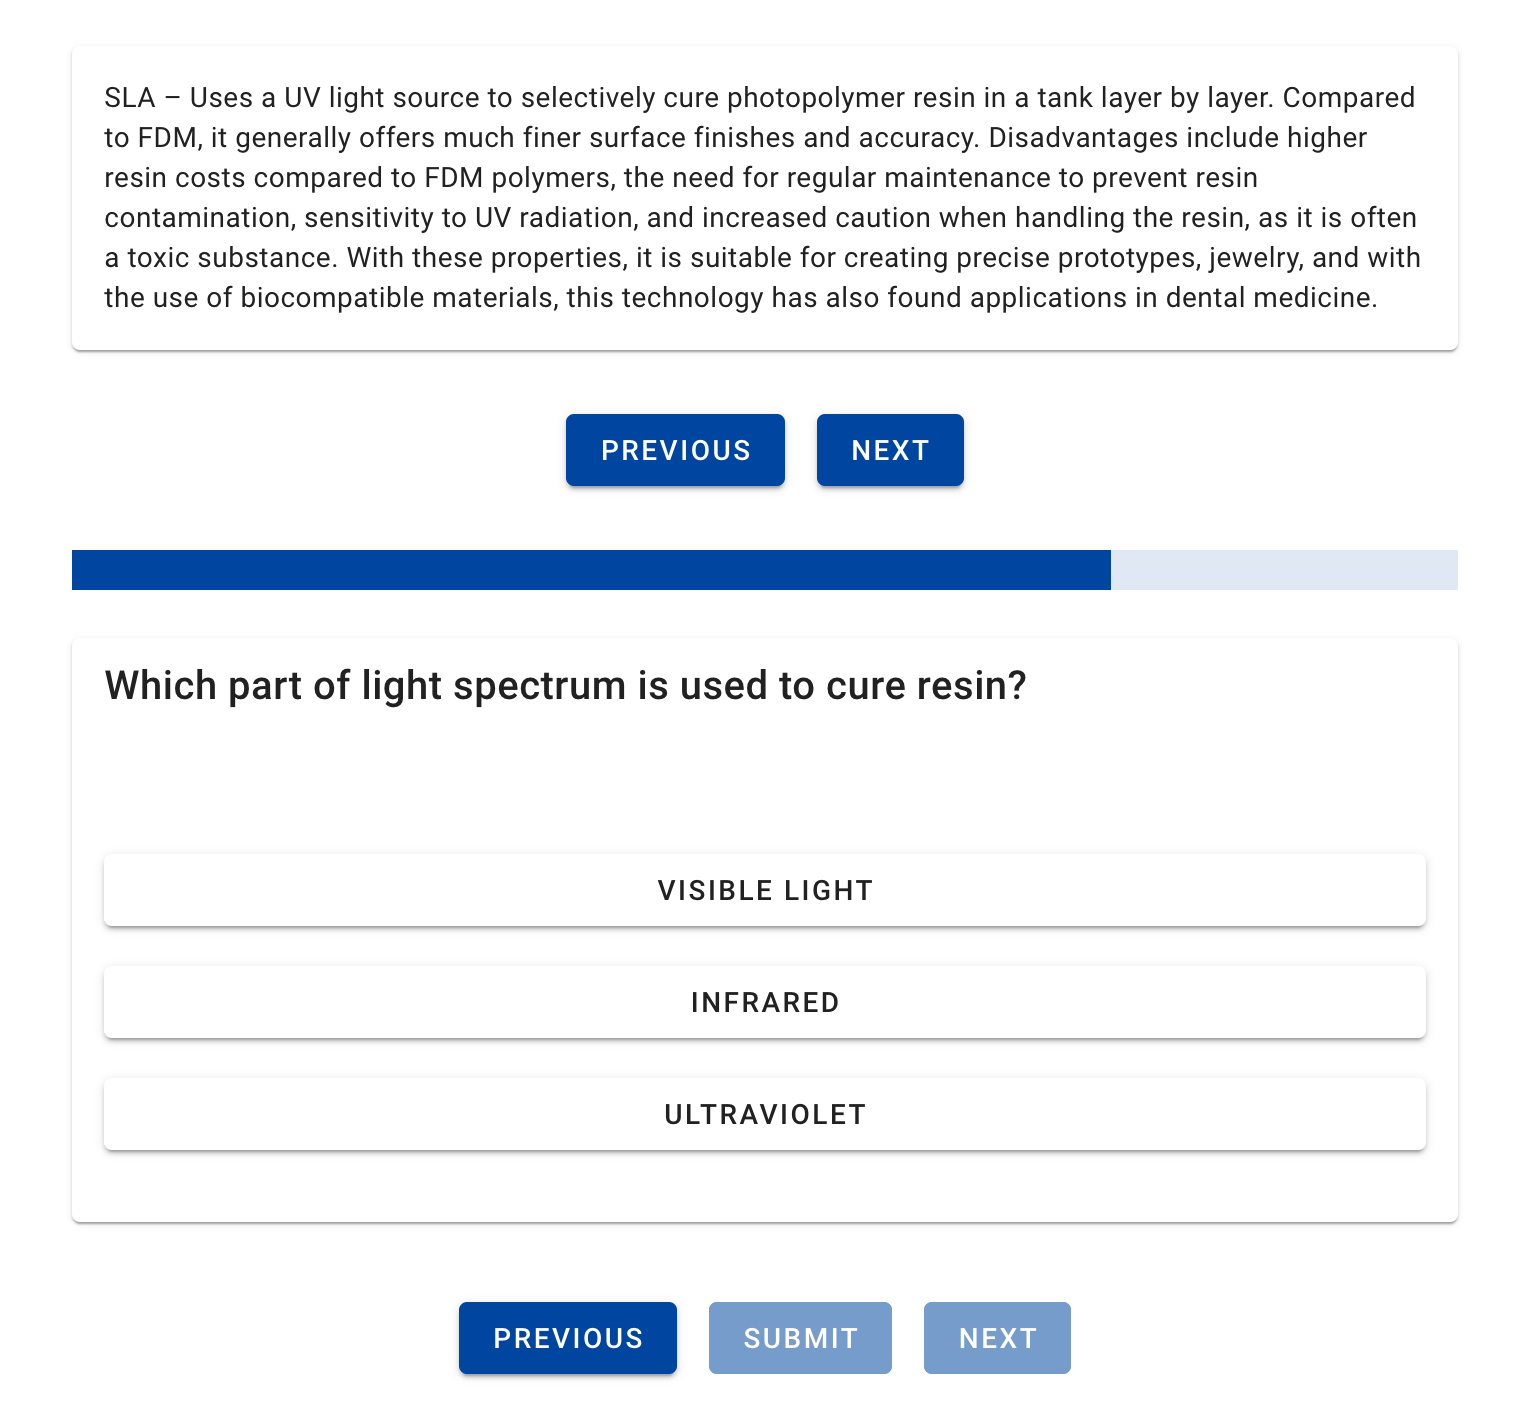 SLA – Uses a UV light source to selectively cure photopolymer resin in a tank layer by layer. Compared
to FDM, it generally offers much finer surface finishes and accuracy. Disadvantages include higher
resin costs compared to FDM polymers, the need for regular maintenance to prevent resin
contamination, sensitivity to UV radiation, and increased caution when handling the resin, as it is often
a toxic substance. With these properties, it is suitable for creating precise prototypes, jewelry, and with
the use of biocompatible materials, this technology has also found applications in dental medicine.
PREVIOUS NEXT
Which part of light spectrum is used to cure resin?
VISIBLE LIGHT
INFRARED
ULTRAVIOLET
PREVIOUS SUBMIT NEXT